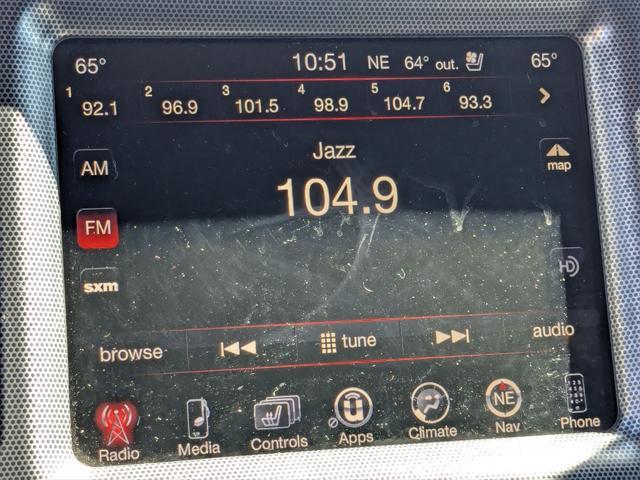 65° 10:51 NE 64° out. 65°
1 92.1 2 96.9 3 101.5 4 98.9 5 104.7 6 93.3
Jazz
AM map
104.9
FM
HD
sxm
browse tune audio
Radio Media Controls Apps Climate NE Nav Phone